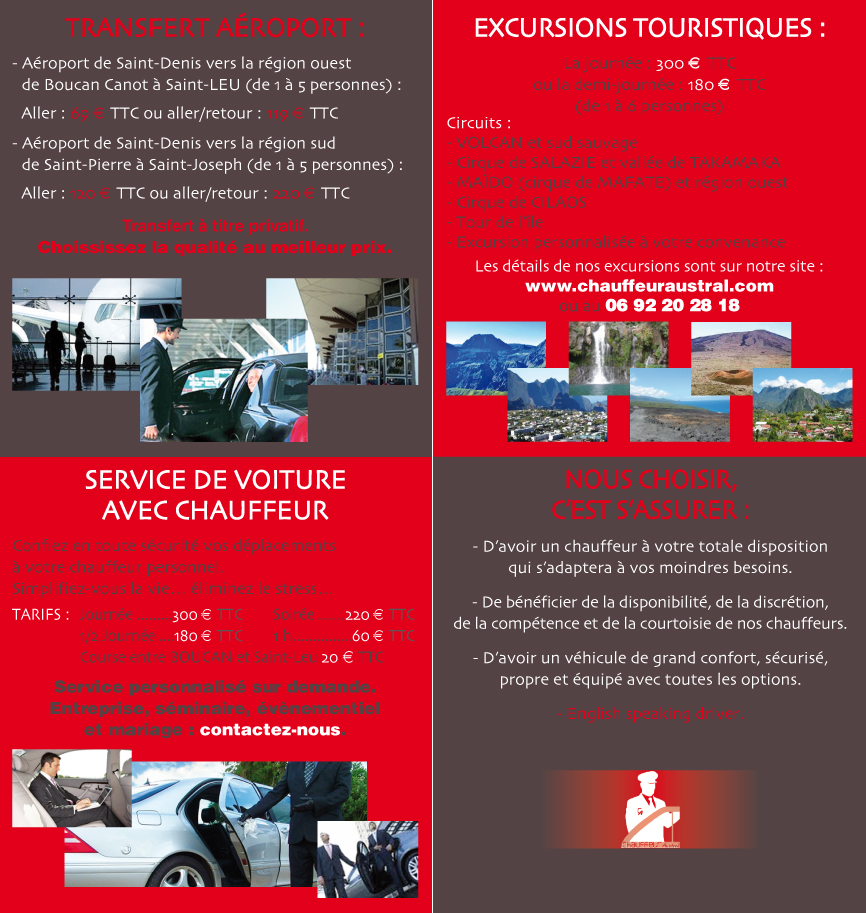 TRANSFERT AÉROPORT :
- Aéroport de Saint-Denis vers la région ouest
de Boucan Canot à Saint-LEU (de 1 à 5 personnes) :
Aller : 69 € TTC ou aller/retour : 119 € TTC
- Aéroport de Saint-Denis vers la région sud
de Saint-Pierre à Saint-Joseph (de 1 à 5 personnes) :
Aller : 120 € TTC ou aller/retour : 220 € TTC
Transfert à titre privatif
Choississez la qualité au meilleur prix.
EXCURSIONS TOURISTIQUES :
La journée : 300 € TTC
ou la demi-journée : 180 € TTC
(de 1 à 8 personnes)
Circuits :
- VOLCAN et sud sauvage
- Cirque de SALAZIE et vallée de TAKAMAKA
- MAÏDO (cirque de MAFATE) et région ouest
- Cirque de CILAOS
- Tour de l'île
- Excursion personnalisée à votre convenance
Les détails de nos excursions sont sur notre site :
www.chauffeuraustral.com
ou au 06 92 20 28 18
SERVICE DE VOITURE
AVEC CHAUFFEUR
Confiez en toute sécurité vos déplacements
à votre chauffeur personnel.
Simplifiez-vous la vie... éliminez le stress...
TARIFS : Journée ........ 300 € TTC Soirée ...... 220 € TTC
1/2 Journée ... 180 € TTC 1 H .............. 60 € TTC
Course entre BOUCAN et Saint-Leu 20 € TTC
Service personnalisé sur demande.
Entreprise, séminaire, évènementiel
et mariage : contactez-nous.
NOUS CHOISIR,
C'EST S'ASSURER :
- D'avoir un chauffeur à votre totale disposition
qui s'adaptera à vos moindres besoins.
- De bénéficier de la disponibilité, de la discrétion,
de la compétence et de la courtoisie de nos chauffeurs.
- D'avoir un véhicule de grand confort, sécurisé,
propre et équipé avec toutes les options.
- English speaking driver.